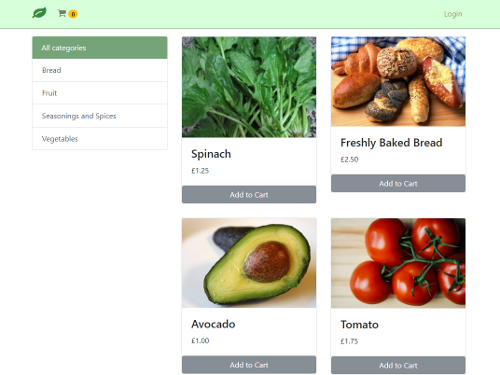 0
Login
All categories
Bread
Fruit
Seasonings and Spices
Vegetables
Spinach
£1.25
Add to Cart
Freshly Baked Bread
£2.50
Add to Cart
Avocado
£1.00
Add to Cart
Tomato
£1.75
Add to Cart